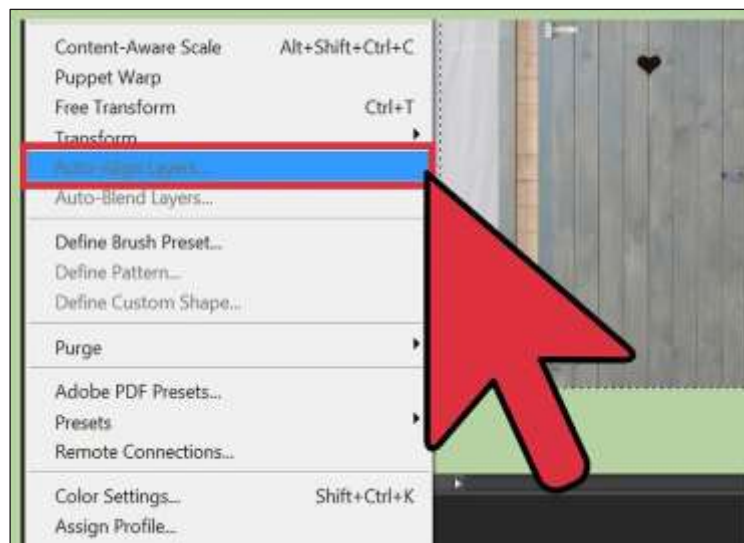 Content-Aware Scale Alt+Shift+Ctrl+C
Puppet Warp
Free Transform Ctrl+T
Transform
Auto-Align Layers...
Auto-Blend Layers...
Define Brush Preset...
Define Pattern...
Define Custom Shape...
Purge
Adobe PDF Presets...
Presets
Remote Connections...
Color Settings... Shift+Ctrl+K
Assign Profile...